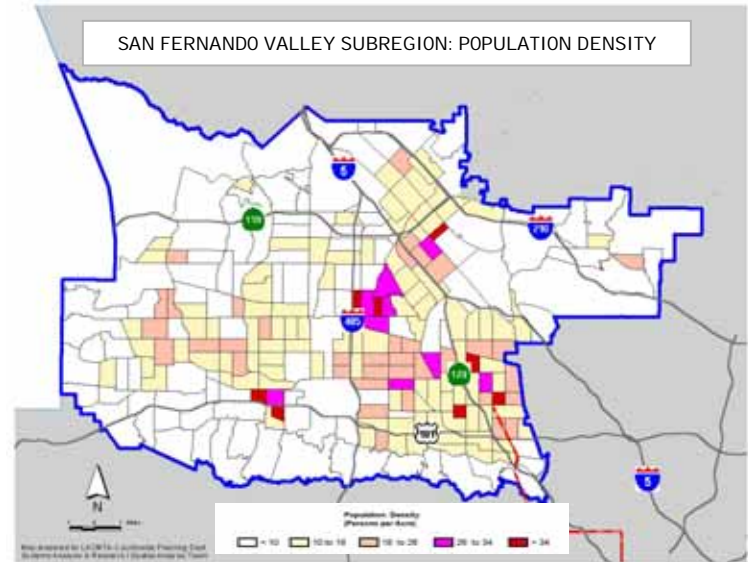 SAN FERNANDO VALLEY SUBREGION: POPULATION DENSITY
5
118
210
405
170
101
5
N
Population Density
(Persons per Acre)
< 10
10 to 18
18 to 26
26 to 34
> 34